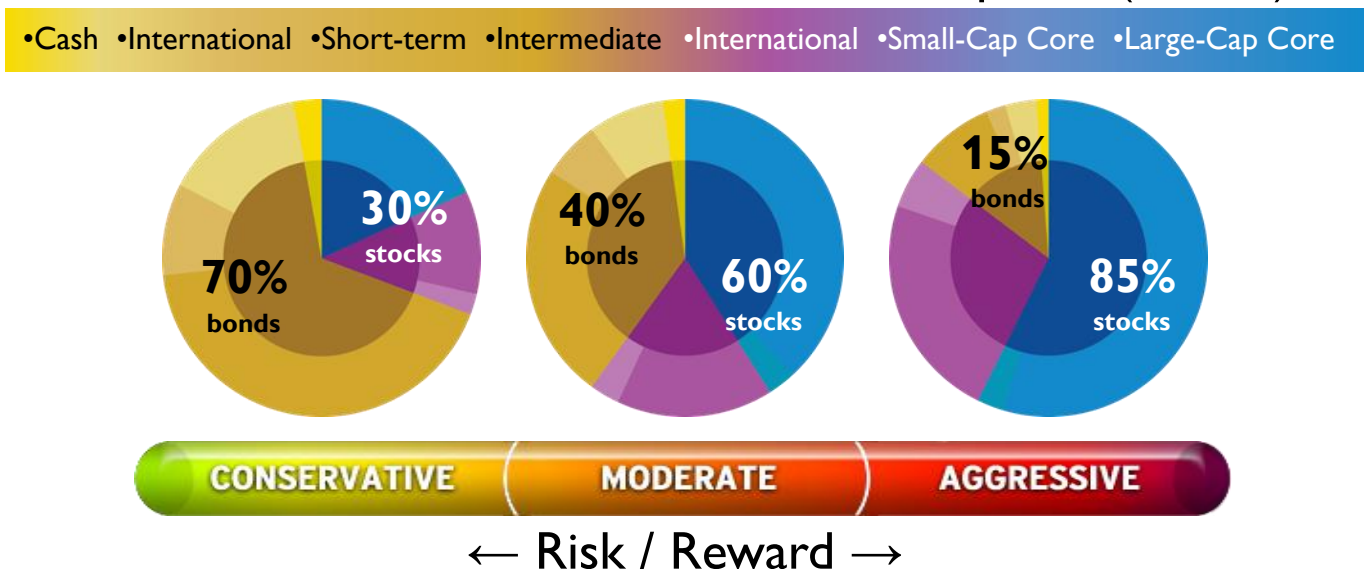 •Cash •International •Short-term •Intermediate •International •Small-Cap Core •Large-Cap Core
30%
stocks
70%
bonds
40%
bonds
60%
stocks
15%
bonds
85%
stocks
CONSERVATIVE
MODERATE
AGGRESSIVE
← Risk / Reward →